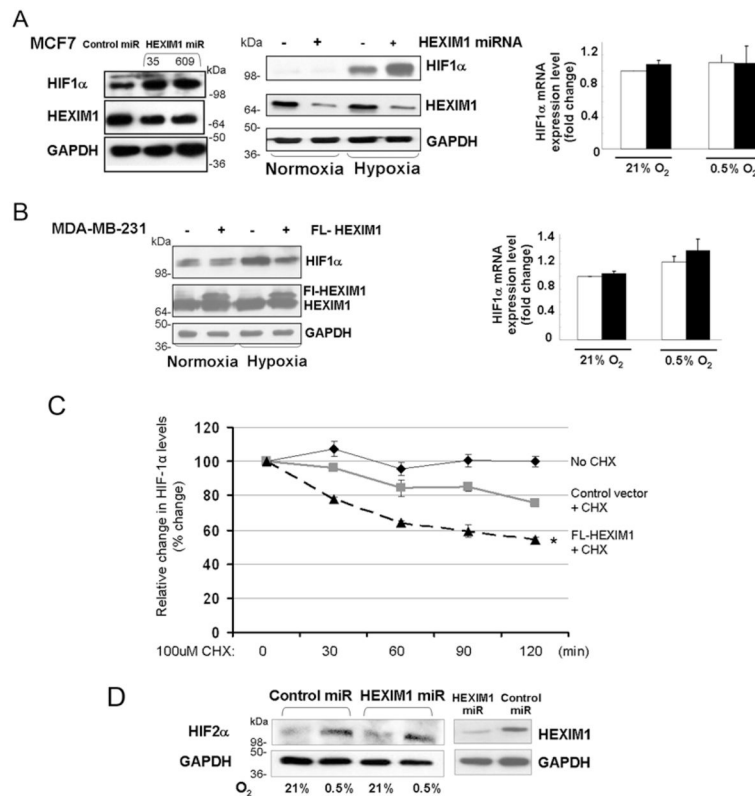 A
MCF7
Control miR HEXIM1 miR
35 609
kDa
HIF1α
-98
HEXIM1
-64
-50
GAPDH
-36
kDa
- + - + HEXIM1 miRNA
98-
HIF1α
64-
HEXIM1
50-
GAPDH
36-
Normoxia Hypoxia
HIF1α mRNA
expression level
(fold change)
1.2
0.8
0.4
0
21% O2 0.5% O2
B
MDA-MB-231
- + - + FL- HEXIM1
kDa
HIF1α
98-
Fl-HEXIM1
HEXIM1
64-
50-
GAPDH
36-
Normoxia Hypoxia
HIF1α mRNA
expression level
(fold change)
1.4
1.2
0.8
0.4
0
21% O2 0.5% O2
C
Relative change in HIF-1α levels
(% change)
120
100
80
60
40
20
0
No CHX
Control vector
+ CHX
* FL-HEXIM1
+ CHX
100uM CHX: 0 30 60 90 120 (min)
D
Control miR HEXIM1 miR
HEXIM1
miR
Control
miR
kDa
HIF2α
98-
HEXIM1
50-
GAPDH
36-
GAPDH
O2 21% 0.5% 21% 0.5%